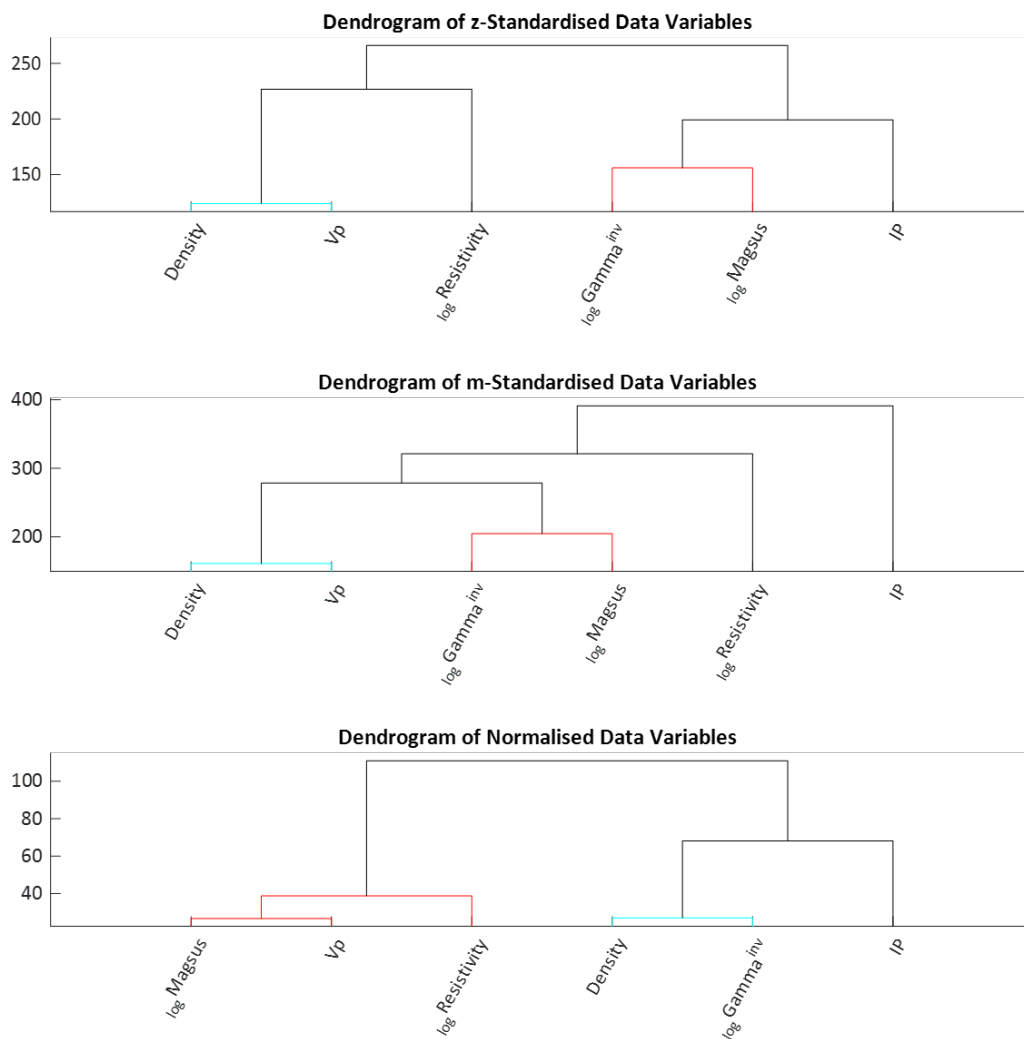 Dendrogram of z-Standardised Data Variables
250
200
150
Density
Vp
log Resistivity
log Gamma inv
log Magsus
IP
Dendrogram of m-Standardised Data Variables
400
300
200
Density
Vp
log Gamma inv
log Magsus
log Resistivity
IP
Dendrogram of Normalised Data Variables
100
80
60
40
log Magsus
Vp
log Resistivity
Density
log Gamma inv
IP